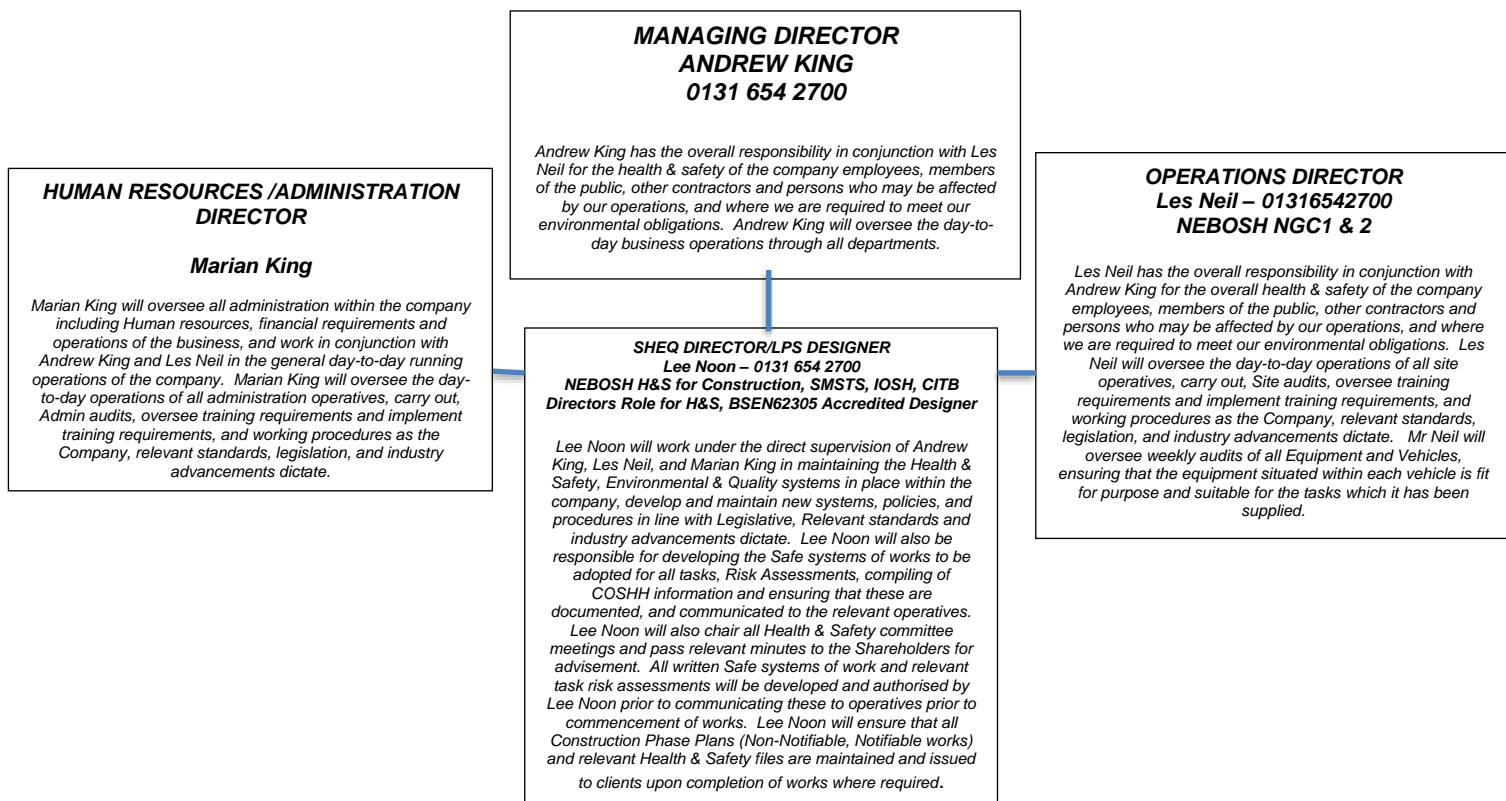 MANAGING DIRECTOR
ANDREW KING
0131 654 2700
Andrew King has the overall responsibility in conjunction with Les
Neil for the health & safety of the company employees, members
of the public, other contractors and persons who may be affected
by our operations, and where we are required to meet our
environmental obligations.  Andrew King will oversee the day-to-
day business operations through all departments.
HUMAN RESOURCES /ADMINISTRATION
DIRECTOR
Marian King
Marian King will oversee all administration within the company
including Human resources, financial requirements and
operations of the business, and work in conjunction with
Andrew King and Les Neil in the general day-to-day running
operations of the company.  Marian King will oversee the day-
to-day operations of all administration operatives, carry out,
Admin audits, oversee training requirements and implement
training requirements, and working procedures as the
Company, relevant standards, legislation, and industry
advancements dictate.
OPERATIONS DIRECTOR
Les Neil – 01316542700
NEBOSH NGC1 & 2
Les Neil has the overall responsibility in conjunction with
Andrew King for the overall health & safety of the company
employees, members of the public, other contractors and
persons who may be affected by our operations, and where
we are required to meet our environmental obligations.  Les
Neil will oversee the day-to-day operations of all site
operatives, carry out, Site audits, oversee training
requirements and implement training requirements, and
working procedures as the Company, relevant standards,
legislation, and industry advancements dictate.   Mr Neil will
oversee weekly audits of all Equipment and Vehicles,
ensuring that the equipment situated within each vehicle is fit
for purpose and suitable for the tasks which it has been
supplied.
SHEQ DIRECTOR/LPS DESIGNER
Lee Noon – 0131 654 2700
NEBOSH H&S for Construction, SMSTS, IOSH, CITB
Directors Role for H&S, BSEN62305 Accredited Designer
Lee Noon will work under the direct supervision of Andrew
King, Les Neil, and Marian King in maintaining the Health &
Safety, Environmental & Quality systems in place within the
company, develop and maintain new systems, policies, and
procedures in line with Legislative, Relevant standards and
industry advancements dictate.  Lee Noon will also be
responsible for developing the Safe systems of works to be
adopted for all tasks, Risk Assessments, compiling of
COSHH information and ensuring that these are
documented, and communicated to the relevant operatives.
Lee Noon will also chair all Health & Safety committee
meetings and pass relevant minutes to the Shareholders for
advisement.  All written Safe systems of work and relevant
task risk assessments will be developed and authorised by
Lee Noon prior to communicating these to operatives prior to
commencement of works.  Lee Noon will ensure that all
Construction Phase Plans (Non-Notifiable, Notifiable works)
and relevant Health & Safety files are maintained and issued
to clients upon completion of works where required.